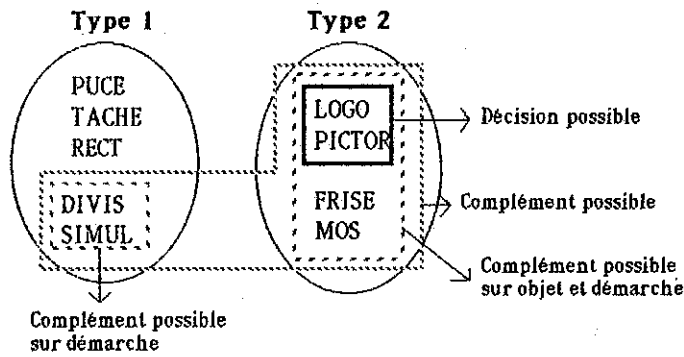 Type 1
Type 2
PUCE
TACHE
RECT
DIVIS
SIMUL
LOGO
PICTOR
FRISE
MOS
Décision possible
Complément possible
Complément possible
sur objet et démarche
Complément possible
sur démarche